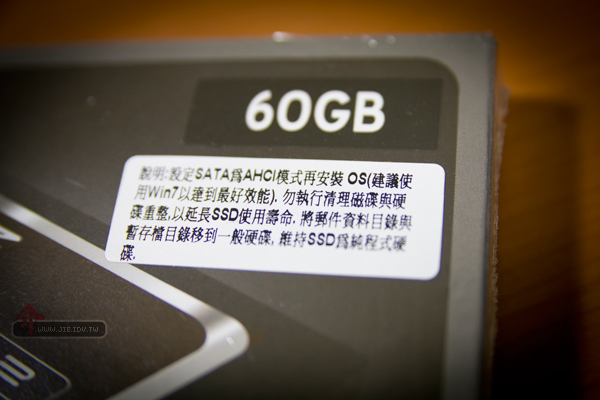 60GB
說明:設定SATA為AHCI模式再安裝 OS(建議使
用Win7以達到最好效能), 勿執行清理磁碟與硬
碟重整,以延長SSD使用壽命. 將郵件資料目錄與
暫存檔目錄移到一般硬碟, 維持SSD為純程式硬
碟.
WWW.JIE.IDV.TW